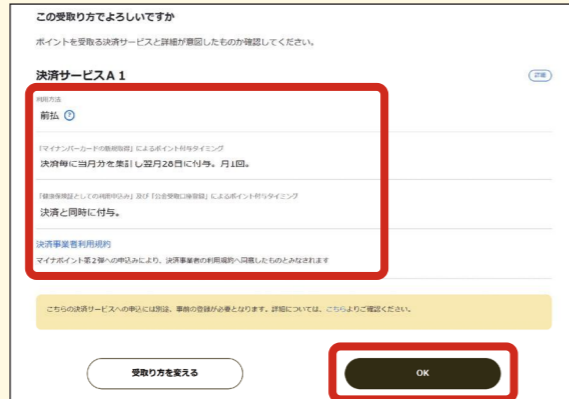 この受取り方でよろしいですか
ポイントを受取る決済サービスと詳細が意図したものか確認してください。
決済サービスA 1
詳細
利用方法
前払 ?
「マイナンバーカードの新規取得」によるポイント付与タイミング
決済毎に当月分を集計し翌月28日に付与。月1回。
「健康保険証としての利用申込み」及び「公金受取口座登録」によるポイント付与タイミング
決済と同時に付与。
決済事業者利用規約
マイナポイント第2弾への申込みにより、決済事業者の利用規約へ同意したものとみなされます
こちらの決済サービスへの申込には別途、事前の登録が必要となります。詳細については、こちらよりご確認ください。
受取り方を変える
OK